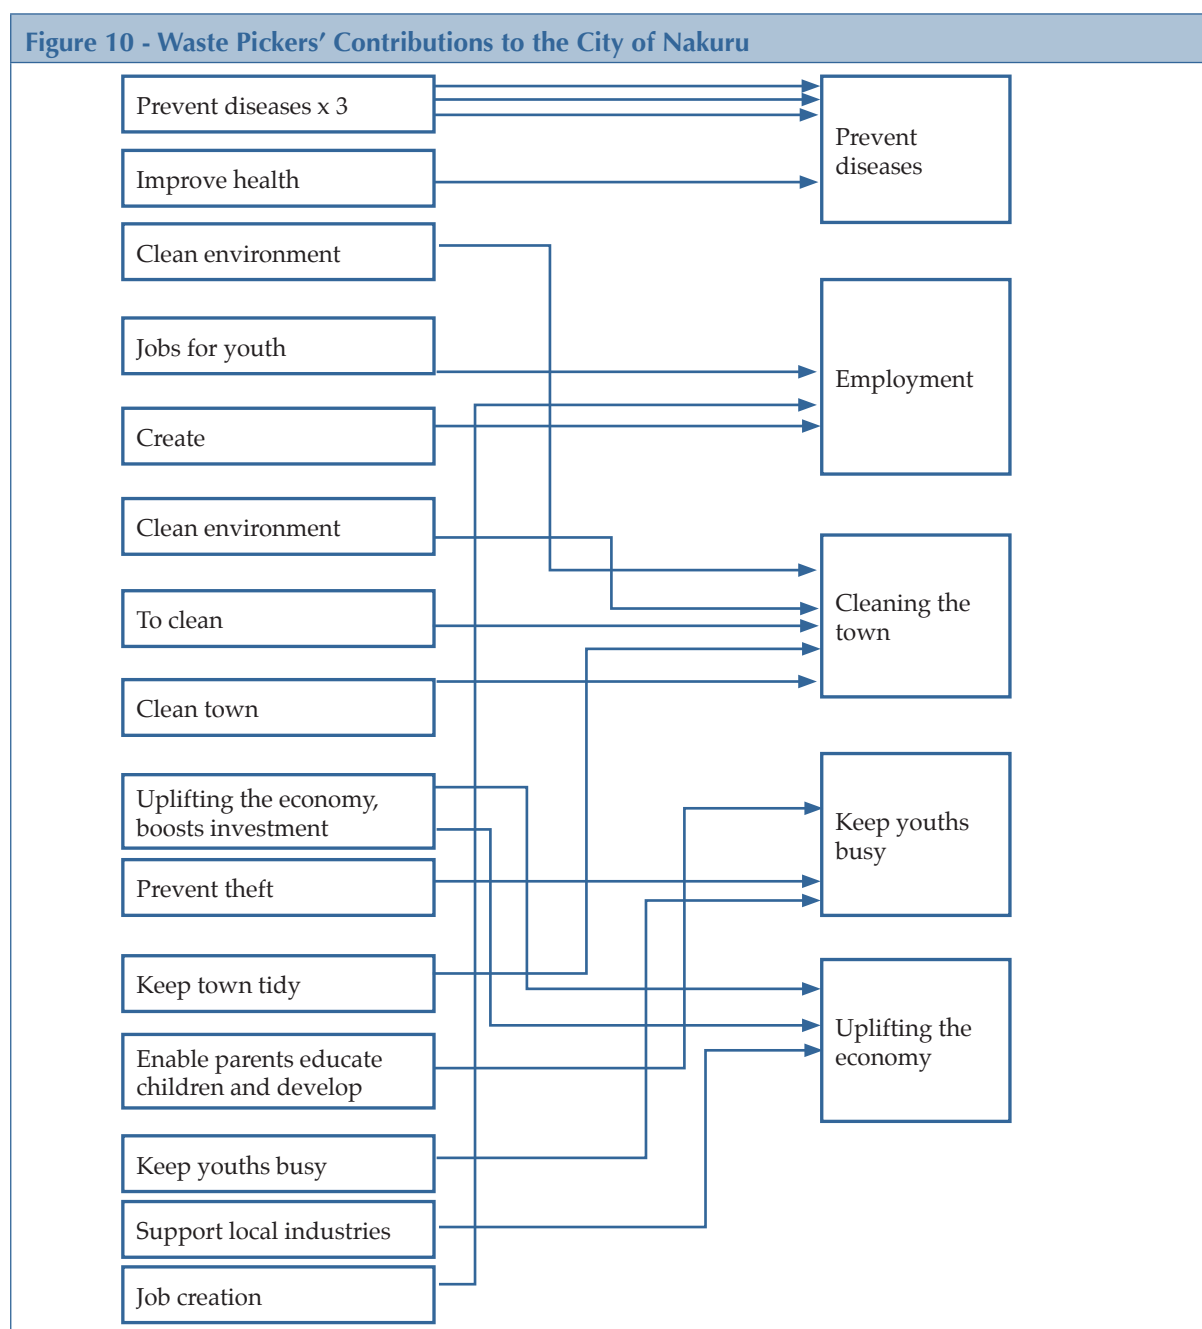 Figure 10 - Waste Pickers’ Contributions to the City of Nakuru
Prevent diseases x 3
Improve health
Clean environment
Jobs for youth
Create
Clean environment
To clean
Clean town
Uplifting the economy,
boosts investment
Prevent theft
Keep town tidy
Enable parents educate
children and develop
Keep youths busy
Support local industries
Job creation
Prevent
diseases
Employment
Cleaning the
town
Keep youths
busy
Uplifting the
economy